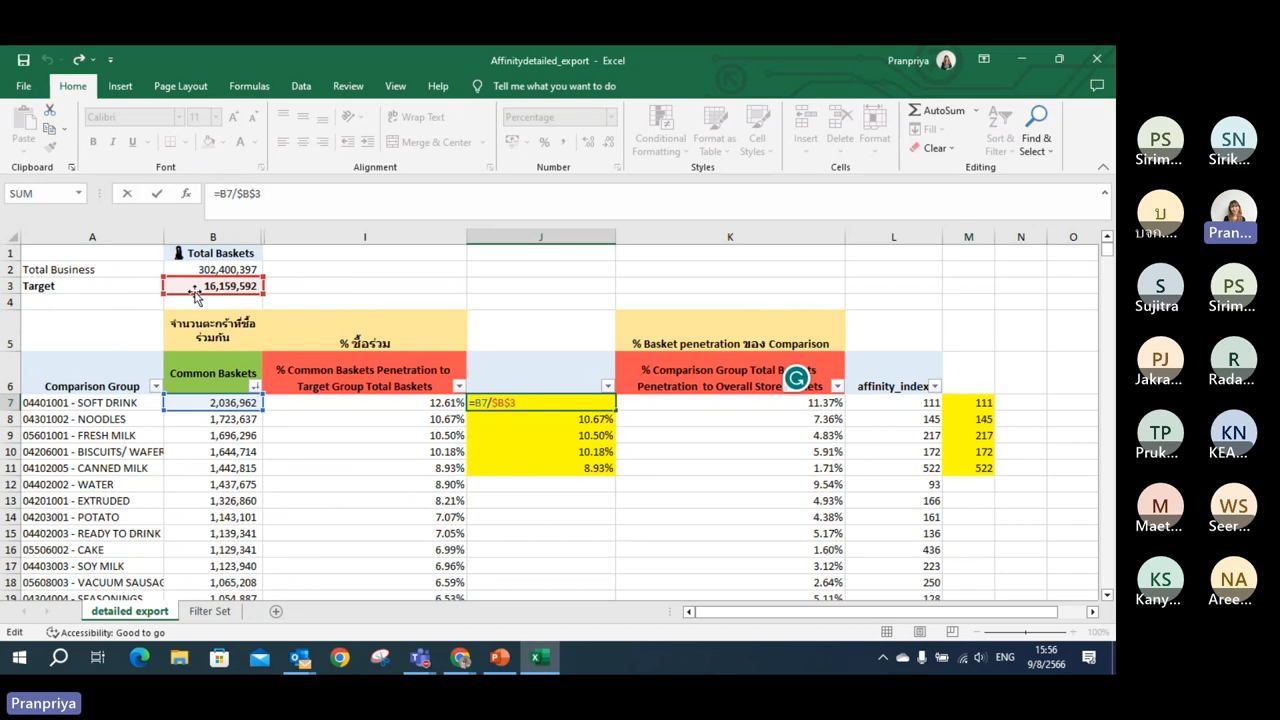 Affinitydetailed_export - Excel
Pranpriya
File Home Insert Page Layout Formulas Data Review View Help Tell me what you want to do
Paste
Calibri 11
Wrap Text
Merge & Center
Percentage
Conditional Formatting
Format as Table
Cell Styles
Insert Delete Format
AutoSum
Fill
Clear
Sort & Filter
Find & Select
Clipboard Font Alignment Number Styles Cells Editing
SUM =B7/$B$3
A B I J K L M N O
1 Total Baskets
2 Total Business 302,400,397
3 Target 16,159,592
4
5 จำนวนตะกร้าที่ซื้อร่วมกัน % ซื้อร่วม % Basket penetration ของ Comparison
6 Comparison Group Common Baskets % Common Baskets Penetration to Target Group Total Baskets % Comparison Group Total Penetration to Overall Store affinity_index
7 04401001 - SOFT DRINK 2,036,962 12.61% =B7/$B$3 11.37% 111 111
8 04301002 - NOODLES 1,723,637 10.67% 10.67% 7.36% 145 145
9 05601001 - FRESH MILK 1,696,296 10.50% 10.50% 4.83% 217 217
10 04206001 - BISCUITS/ WAFER 1,644,714 10.18% 10.18% 5.91% 172 172
11 04102005 - CANNED MILK 1,442,815 8.93% 8.93% 1.71% 522 522
12 04402002 - WATER 1,437,675 8.90% 9.54% 93
13 04201001 - EXTRUDED 1,326,860 8.21% 4.93% 166
14 04203001 - POTATO 1,143,101 7.07% 4.38% 161
15 04402003 - READY TO DRINK 1,139,341 7.05% 5.17% 136
16 05506002 - CAKE 1,129,341 6.99% 1.60% 436
17 04403003 - SOY MILK 1,123,940 6.96% 3.12% 223
18 05608003 - VACUUM SAUSAG 1,065,208 6.59% 2.64% 250
19 04304004 - SEASONINGS 1,054,887 6.53% 5.11% 128
detailed export Filter Set
Edit Accessibility: Good to go 100%
ENG 15:56
9/8/2566
PS Sirim...
SN Sirik...
บ บจก....
Pran...
S Sujitra
PS Sirim...
PJ Jakra...
R Rada...
TP Pruk...
KN KEA...
M Maet...
WS Seer...
KS Kany...
NA Aree...
Pranpriya